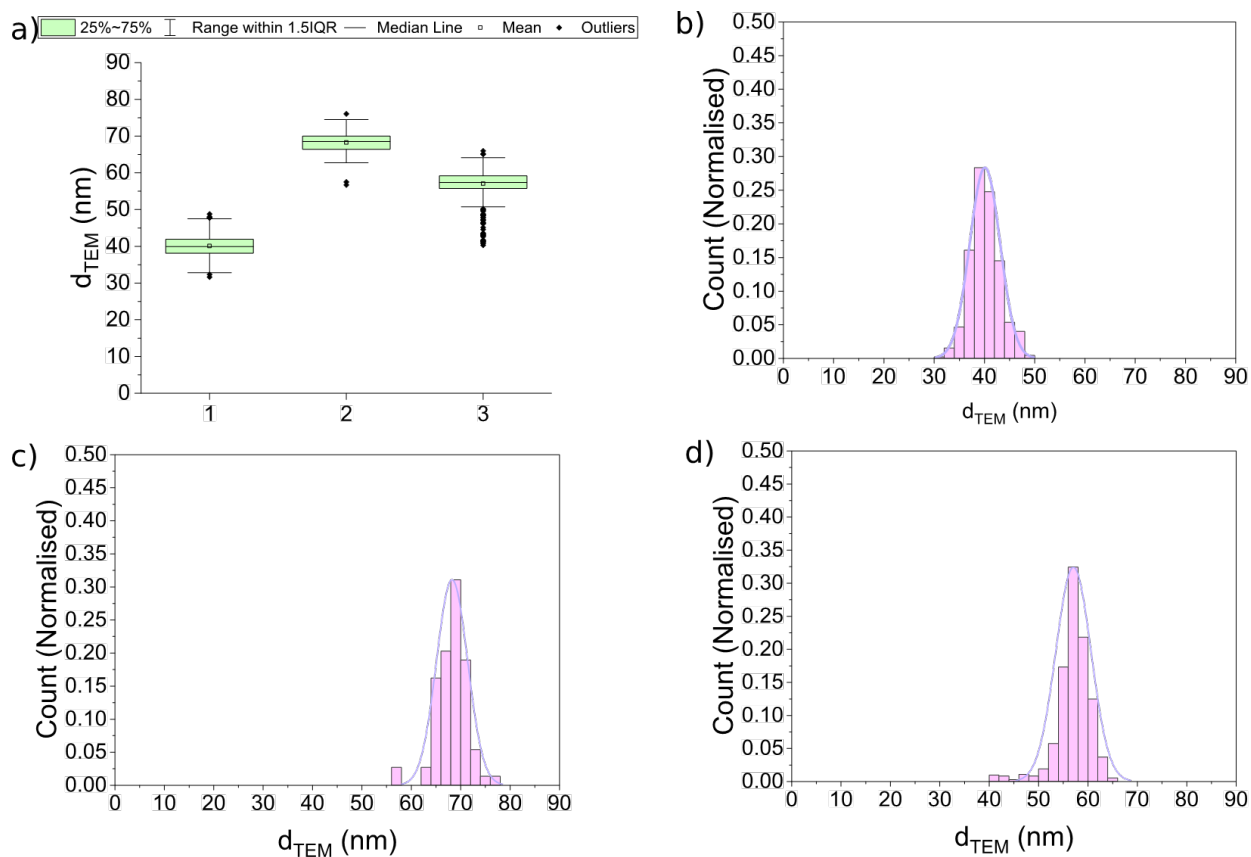 a) 25%~75% Range within 1.5IQR Median Line Mean Outliers
90
80
70
60
50
40
30
20
10
0
d_TEM (nm)
1 2 3
b)
0.50
0.45
0.40
0.35
0.30
0.25
0.20
0.15
0.10
0.05
0.00
Count (Normalised)
0 10 20 30 40 50 60 70 80 90
d_TEM (nm)
c)
0.50
0.45
0.40
0.35
0.30
0.25
0.20
0.15
0.10
0.05
0.00
Count (Normalised)
0 10 20 30 40 50 60 70 80 90
d_TEM (nm)
d)
0.50
0.45
0.40
0.35
0.30
0.25
0.20
0.15
0.10
0.05
0.00
Count (Normalised)
0 10 20 30 40 50 60 70 80 90
d_TEM (nm)